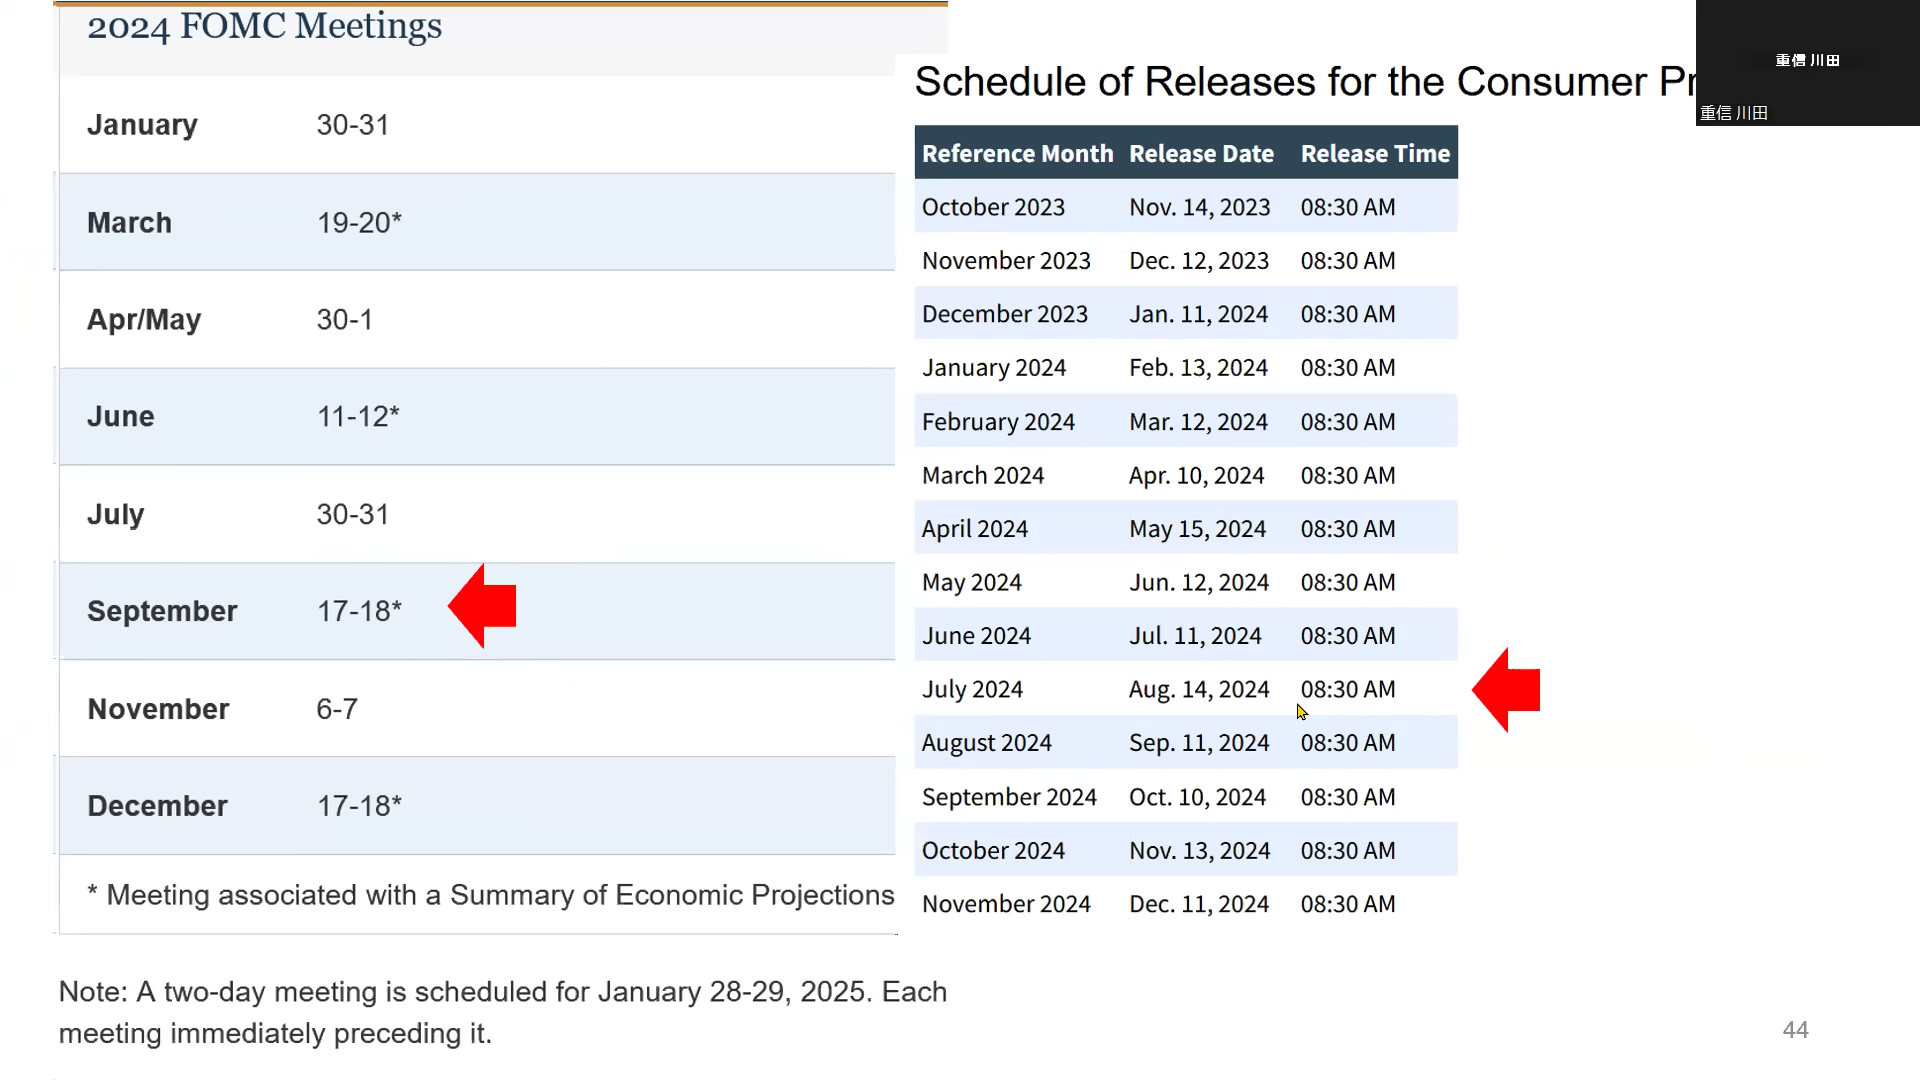 2024 FOMC Meetings
January 30-31
March 19-20*
Apr/May 30-1
June 11-12*
July 30-31
September 17-18*
November 6-7
December 17-18*
* Meeting associated with a Summary of Economic Projections
Note: A two-day meeting is scheduled for January 28-29, 2025. Each
meeting immediately preceding it.
Schedule of Releases for the Consumer Pr
Reference Month Release Date Release Time
October 2023 Nov. 14, 2023 08:30 AM
November 2023 Dec. 12, 2023 08:30 AM
December 2023 Jan. 11, 2024 08:30 AM
January 2024 Feb. 13, 2024 08:30 AM
February 2024 Mar. 12, 2024 08:30 AM
March 2024 Apr. 10, 2024 08:30 AM
April 2024 May 15, 2024 08:30 AM
May 2024 Jun. 12, 2024 08:30 AM
June 2024 Jul. 11, 2024 08:30 AM
July 2024 Aug. 14, 2024 08:30 AM
August 2024 Sep. 11, 2024 08:30 AM
September 2024 Oct. 10, 2024 08:30 AM
October 2024 Nov. 13, 2024 08:30 AM
November 2024 Dec. 11, 2024 08:30 AM
重信 川田
重信 川田
44